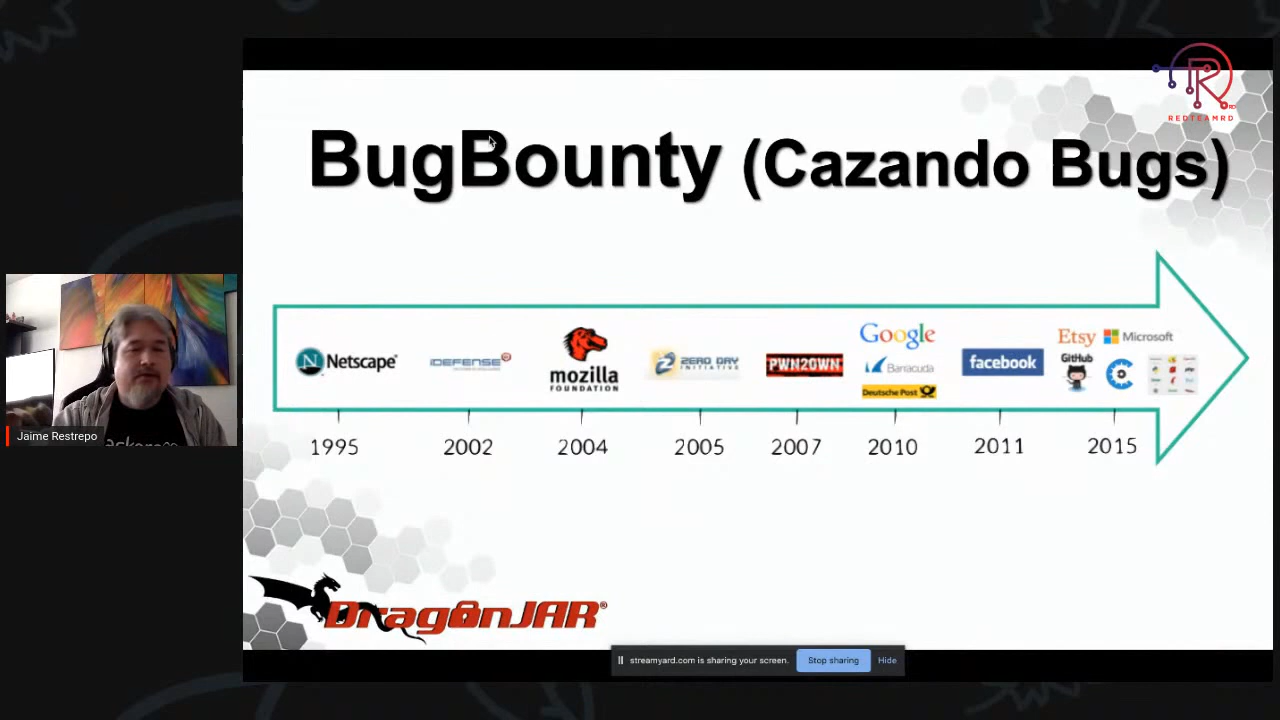 REDTEAMRD
BugBounty (Cazando Bugs)
Netscape®
iDEFENSE
mozilla
FOUNDATION
ZERO DAY
INITIATIVE
PWN2OWN
Google
Barracuda
Deutsche Post
facebook
Etsy
Microsoft
GitHub
1995
2002
2004
2005
2007
2010
2011
2015
Jaime Restrepo
DragonJAR®
streamyard.com is sharing your screen.
Stop sharing
Hide